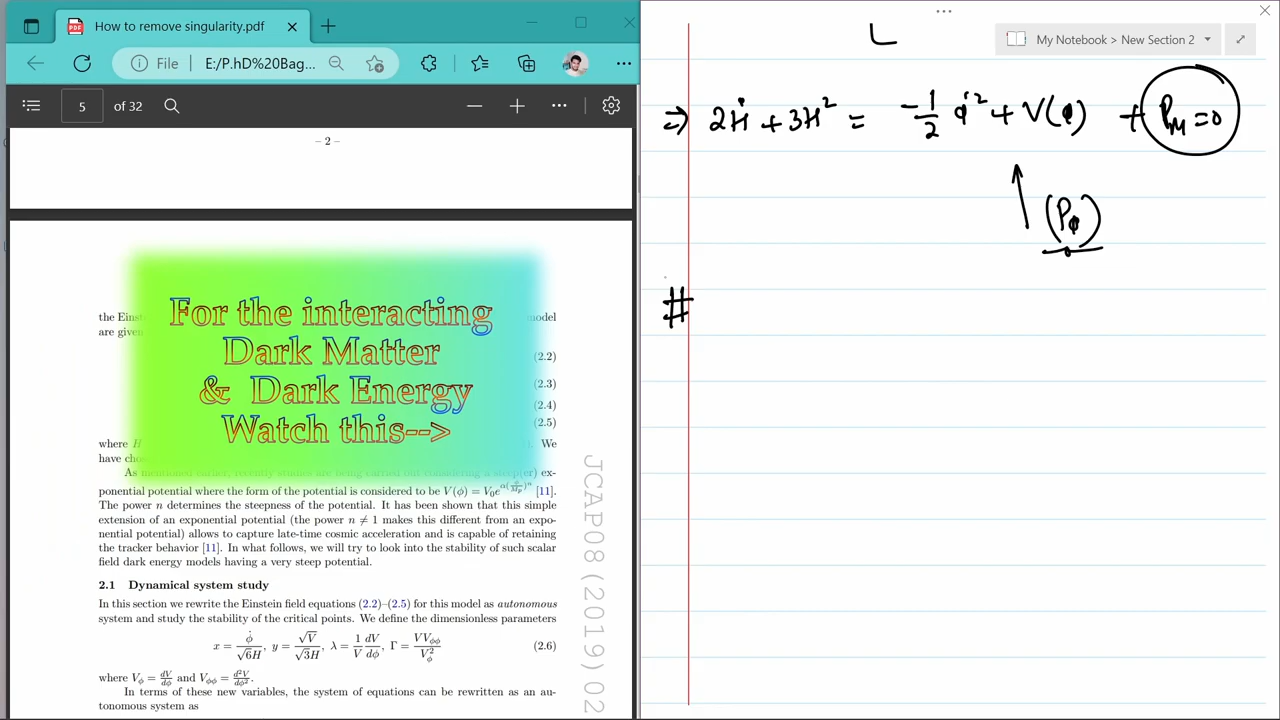 How to remove singularity.pdf
File
E:/P.hD%20Bag...
5 of 32
– 2 –
For the interacting
Dark Matter
& Dark Energy
Watch this-->
the Einst
model
are given
(2.2)
(2.3)
(2.4)
(2.5)
where H
). We
have cho
As mentioned earlier, recently studies are being carried out considering a steep(er) ex-
ponential potential where the form of the potential is considered to be V(ϕ) = V₀e^{α(ϕ/Mₚ)ⁿ} [11].
The power n determines the steepness of the potential. It has been shown that this simple
extension of an exponential potential (the power n ≠ 1 makes this different from an expo-
nential potential) allows to capture late-time cosmic acceleration and is capable of retaining
the tracker behavior [11]. In what follows, we will try to look into the stability of such scalar
field dark energy models having a very steep potential.
2.1 Dynamical system study
In this section we rewrite the Einstein field equations (2.2)–(2.5) for this model as autonomous
system and study the stability of the critical points. We define the dimensionless parameters
x = ϕ̇/√6H, y = √V/√3H, λ = 1/V dV/dϕ, Γ = VV_ϕϕ/V_ϕ² (2.6)
where V_ϕ = dV/dϕ and V_ϕϕ = d²V/dϕ².
In terms of these new variables, the system of equations can be rewritten as an au-
tonomous system as
JCAP08(2019)02
My Notebook > New Section 2
⇒ 2Ḣ + 3H² = -1/2 ϕ̇² + V(ϕ) + P_M = 0
(P_ϕ)
#